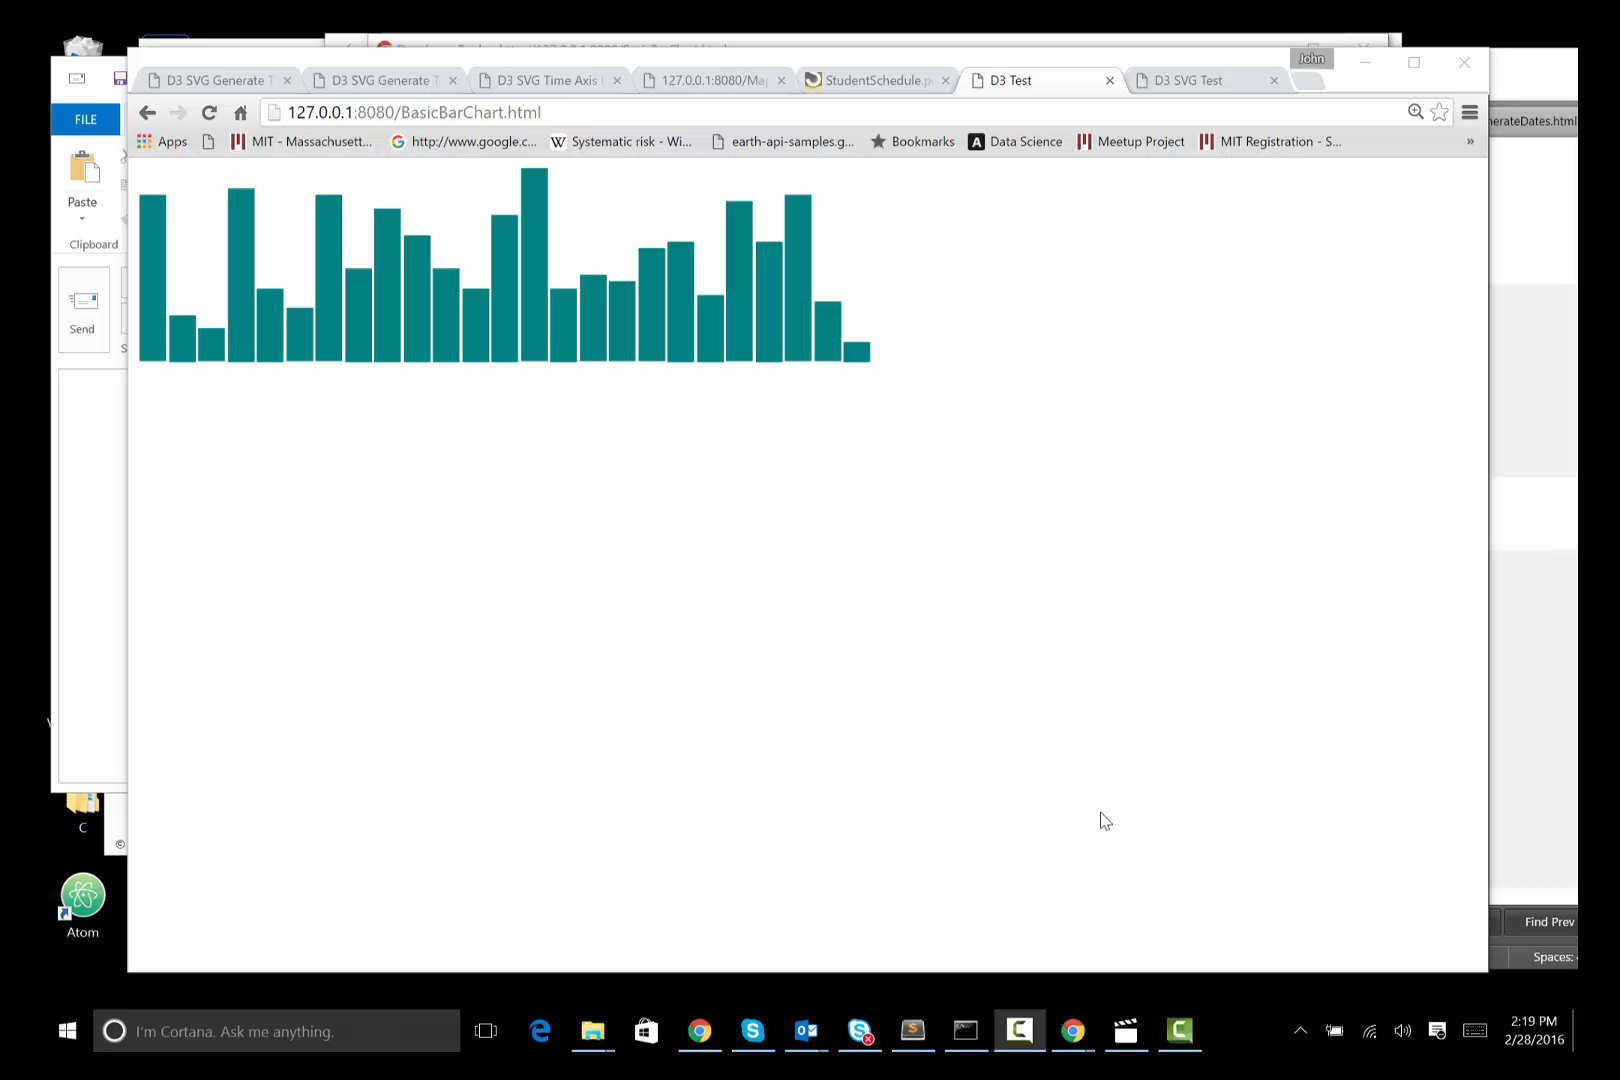 John
D3 SVG Generate T
D3 SVG Generate T
D3 SVG Time Axis
127.0.0.1:8080/Ma
StudentSchedule.p
D3 Test
D3 SVG Test
FILE
127.0.0.1:8080/BasicBarChart.html
nerateDates.html
Apps
MIT - Massachusett...
http://www.google.c...
Systematic risk - Wi...
earth-api-samples.g...
Bookmarks
Data Science
Meetup Project
MIT Registration - S...
»
Paste
Clipboard
Send
S
C
©
Atom
Find Prev
Spaces:
I'm Cortana. Ask me anything.
2:19 PM
2/28/2016